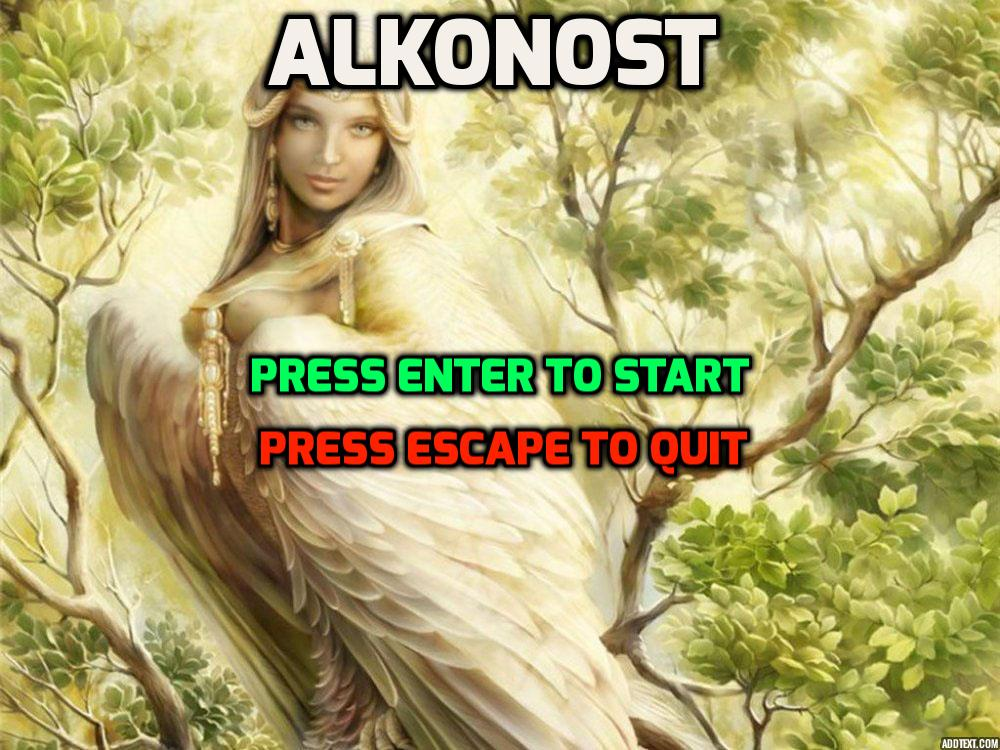 ALKONOST
PRESS ENTER TO START
PRESS ESCAPE TO QUIT
ADDTEXT.COM